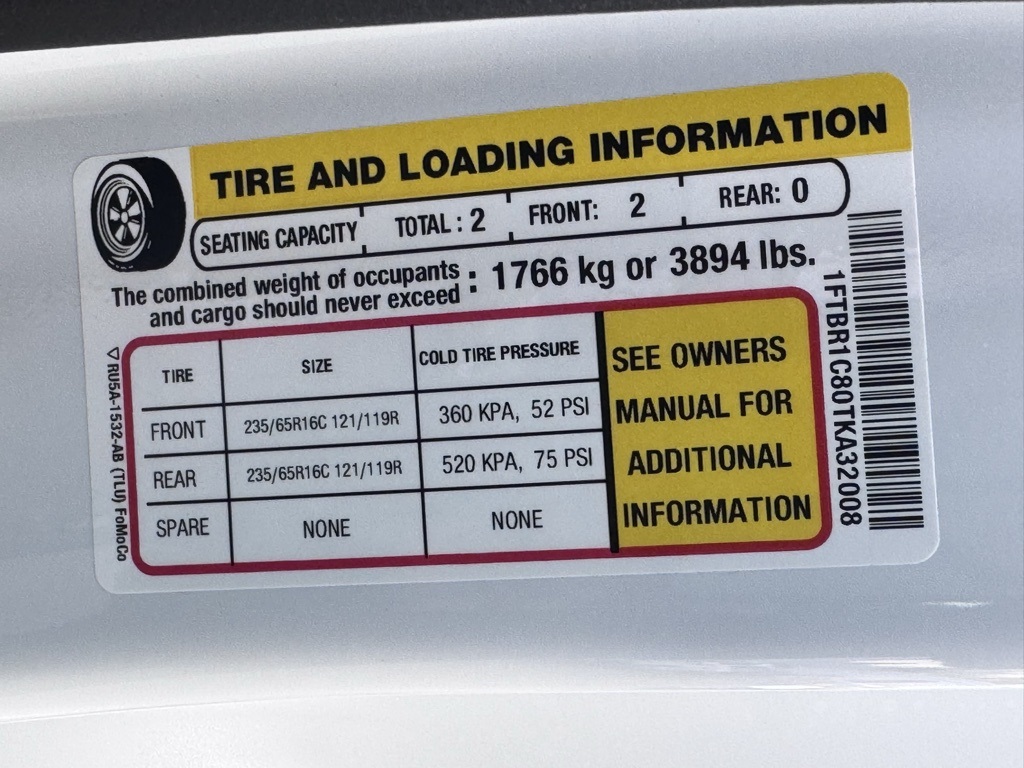 TIRE AND LOADING INFORMATION
SEATING CAPACITY TOTAL : 2 FRONT: 2 REAR: 0
The combined weight of occupants
and cargo should never exceed : 1766 kg or 3894 lbs.
TIRE SIZE COLD TIRE PRESSURE
FRONT 235/65R16C 121/119R 360 KPA, 52 PSI
REAR 235/65R16C 121/119R 520 KPA, 75 PSI
SPARE NONE NONE
SEE OWNERS
MANUAL FOR
ADDITIONAL
INFORMATION
1FTBR1C80TKA32008
RU5A-1532-AB (TLU) FoMoCo